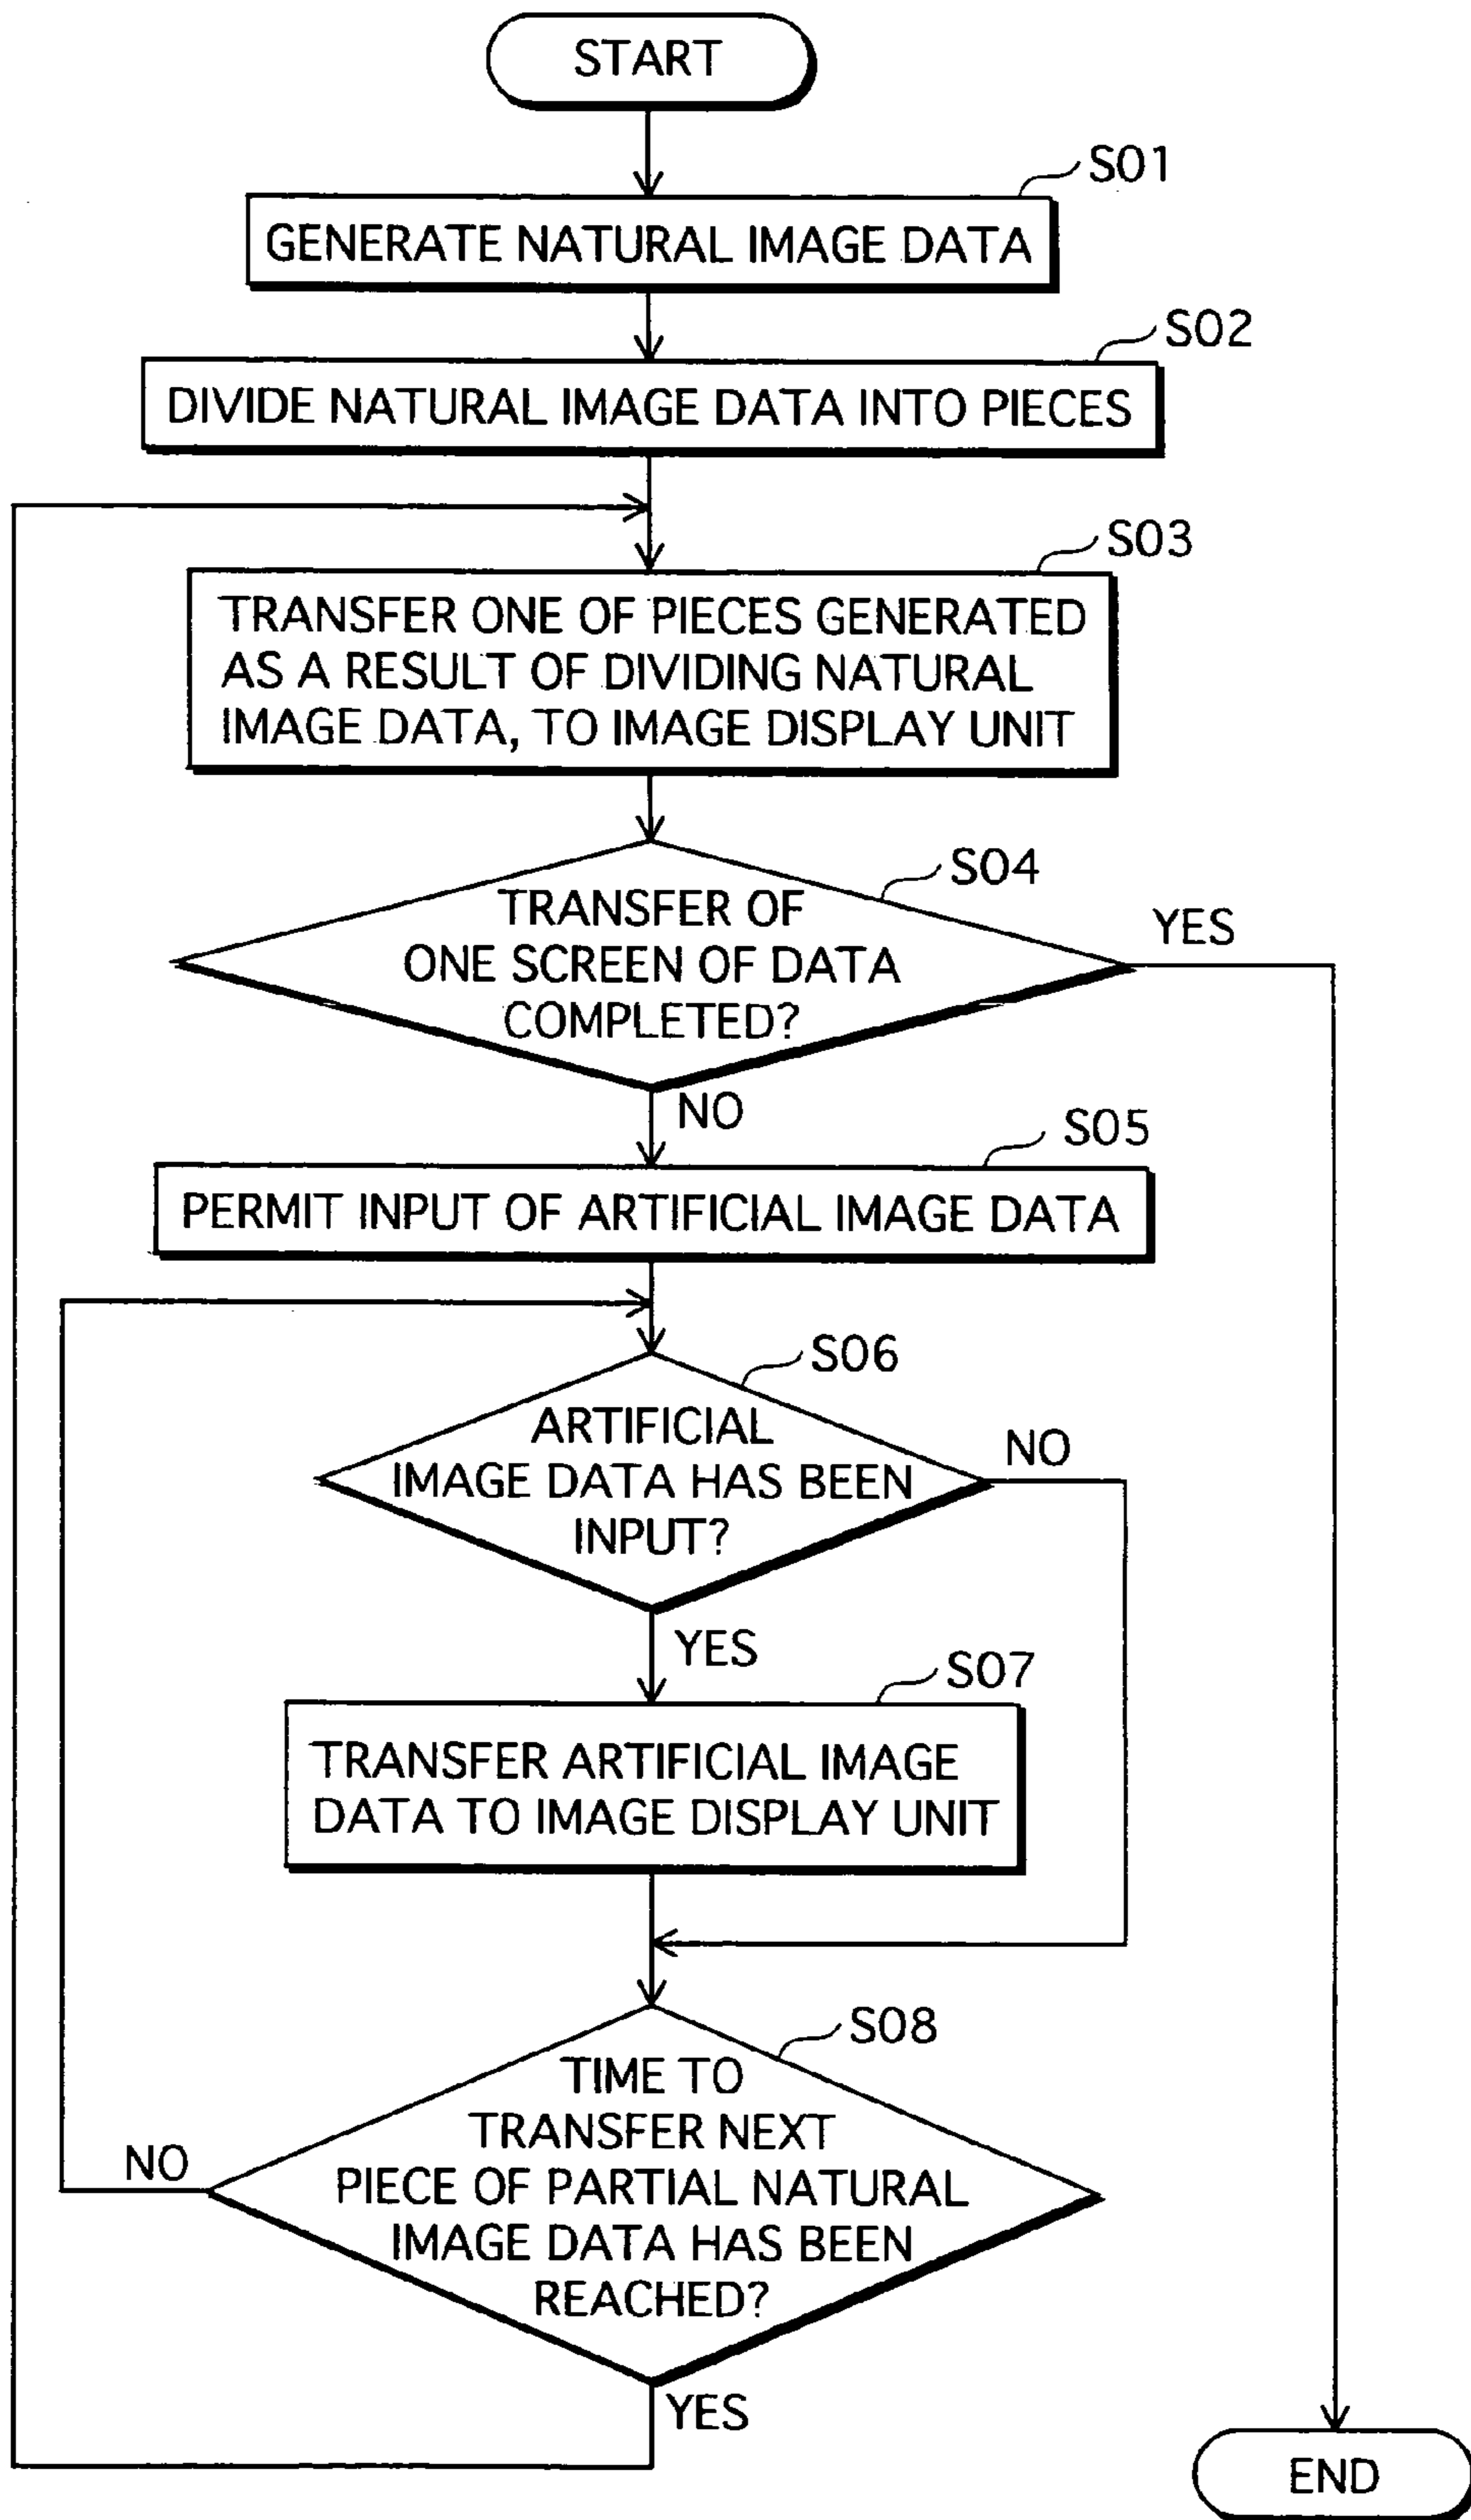 START
S01
GENERATE NATURAL IMAGE DATA
S02
DIVIDE NATURAL IMAGE DATA INTO PIECES
S03
TRANSFER ONE OF PIECES GENERATED
AS A RESULT OF DIVIDING NATURAL
IMAGE DATA, TO IMAGE DISPLAY UNIT
S04
TRANSFER OF
ONE SCREEN OF DATA
COMPLETED?
YES
NO
S05
PERMIT INPUT OF ARTIFICIAL IMAGE DATA
S06
ARTIFICIAL
IMAGE DATA HAS BEEN
INPUT?
NO
YES
S07
TRANSFER ARTIFICIAL IMAGE
DATA TO IMAGE DISPLAY UNIT
S08
TIME TO
TRANSFER NEXT
PIECE OF PARTIAL NATURAL
IMAGE DATA HAS BEEN
REACHED?
NO
YES
END